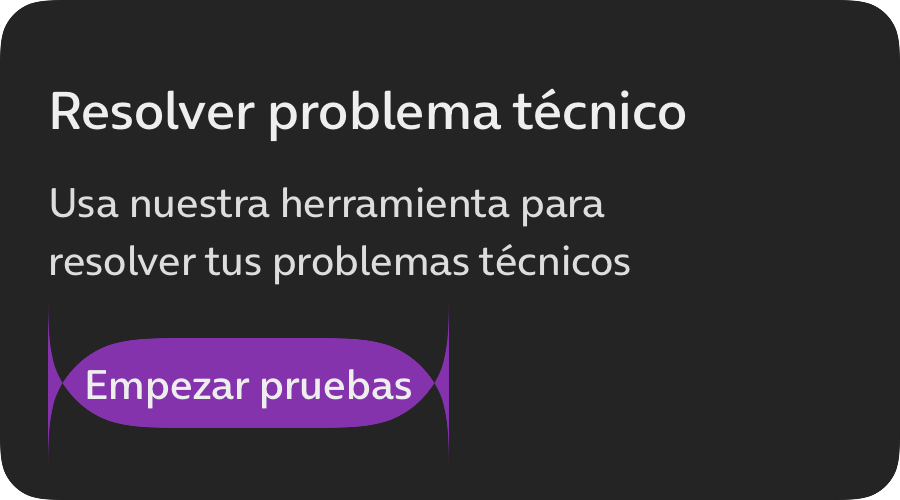 Resolver problema técnico
Usa nuestra herramienta para
resolver tus problemas técnicos
Empezar pruebas